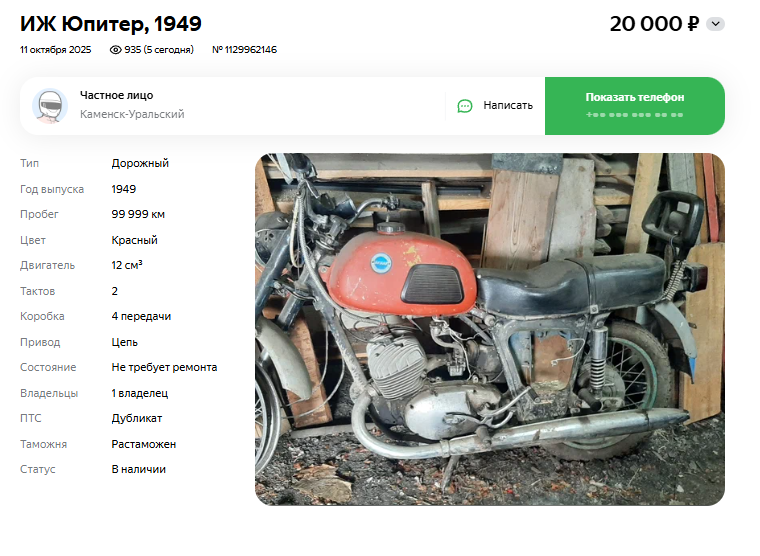 ИЖ Юпитер, 1949
20 000 ₽
11 октября 2025 935 (5 сегодня) № 1129962146
Частное лицо
Каменск-Уральский
Написать
Показать телефон
+•• ••• ••• •• ••
Тип Дорожный
Год выпуска 1949
Пробег 99 999 км
Цвет Красный
Двигатель 12 см³
Тактов 2
Коробка 4 передачи
Привод Цепь
Состояние Не требует ремонта
Владельцы 1 владелец
ПТС Дубликат
Таможня Растаможен
Статус В наличии